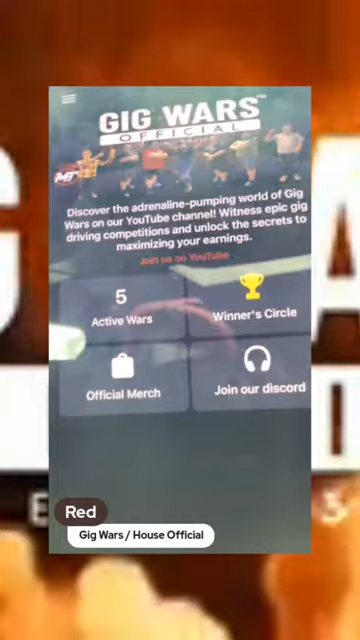 GIG WARS™
OFFICIAL
MT
Discover the adrenaline-pumping world of Gig
Wars on our YouTube channel! Witness epic gig
driving competitions and unlock the secrets to
maximizing your earnings.
Join us on YouTube
5
Active Wars
Winner's Circle
Official Merch
Join our discord
Red
Gig Wars / House Official